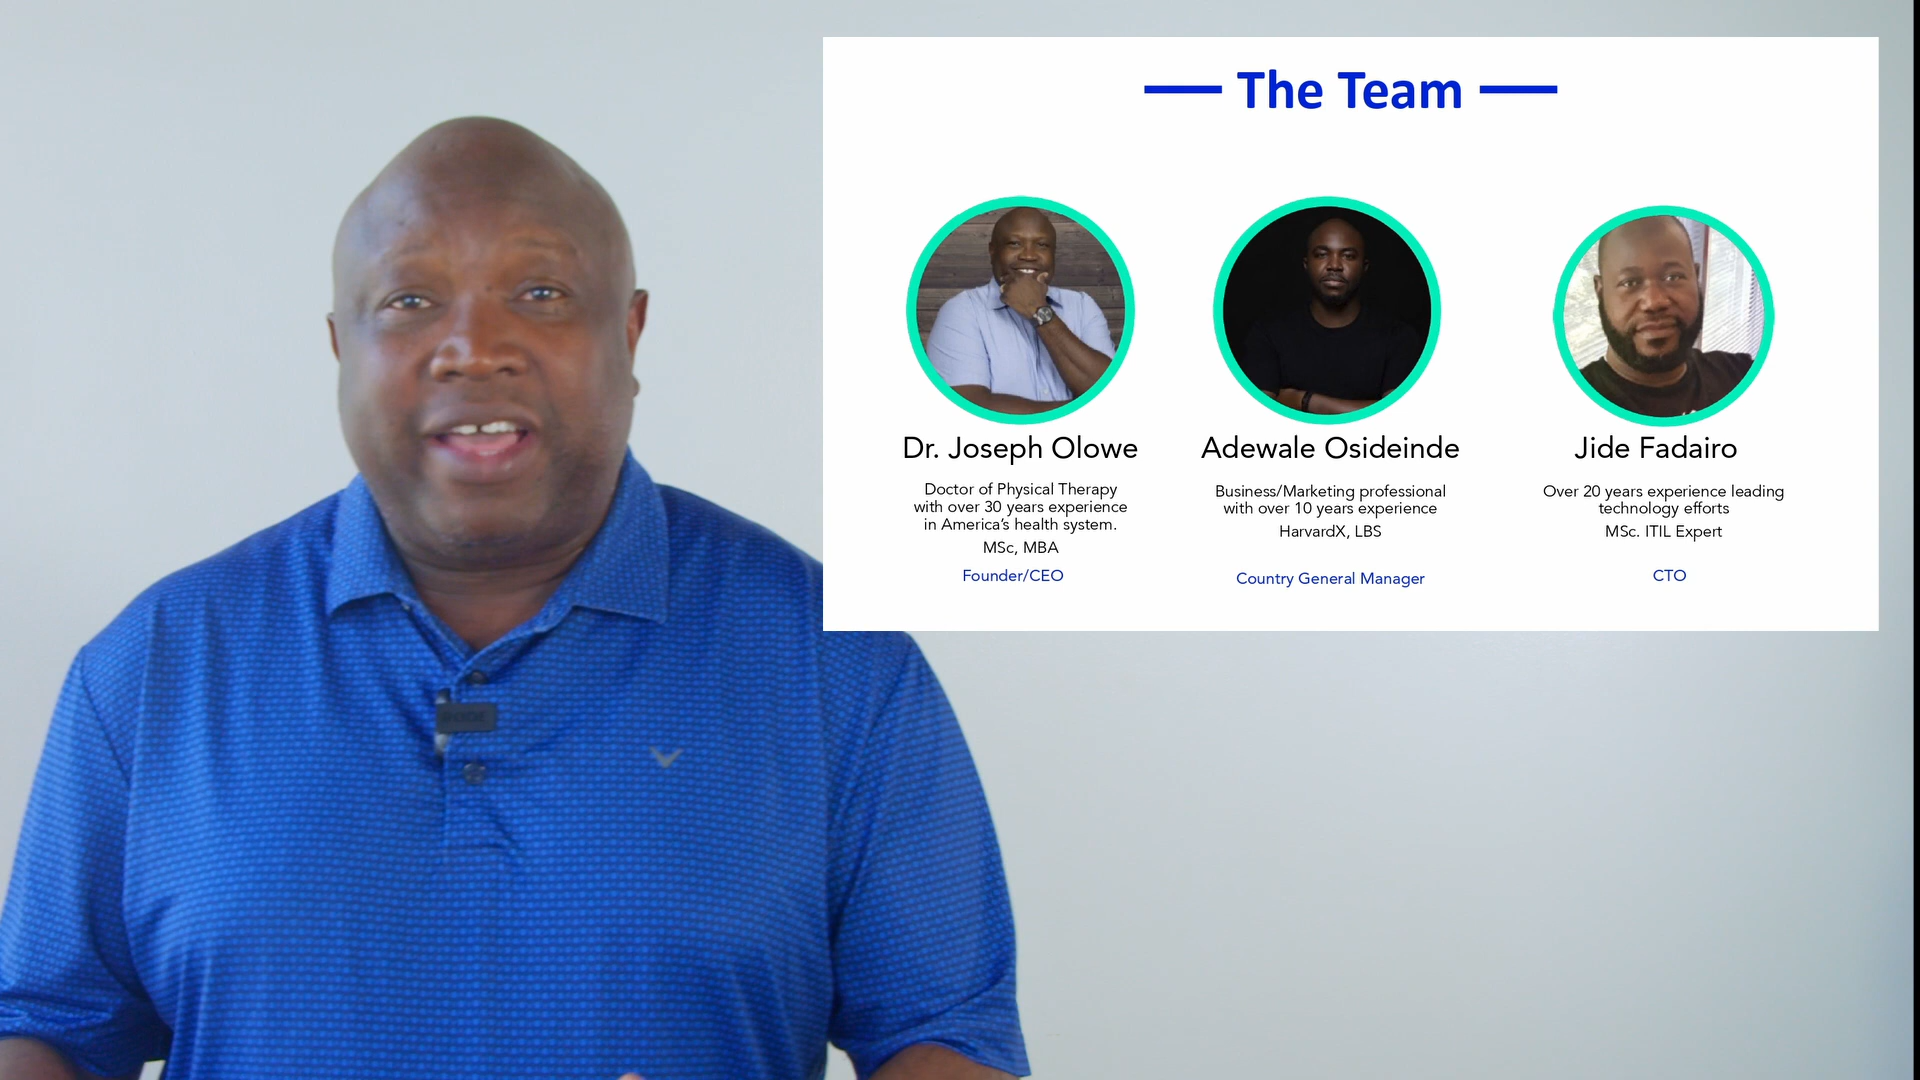 The Team
Dr. Joseph Olowe
Doctor of Physical Therapy
with over 30 years experience
in America's health system.
MSc, MBA
Founder/CEO
Adewale Osideinde
Business/Marketing professional
with over 10 years experience
HarvardX, LBS
Country General Manager
Jide Fadairo
Over 20 years experience leading
technology efforts
MSc. ITIL Expert
CTO